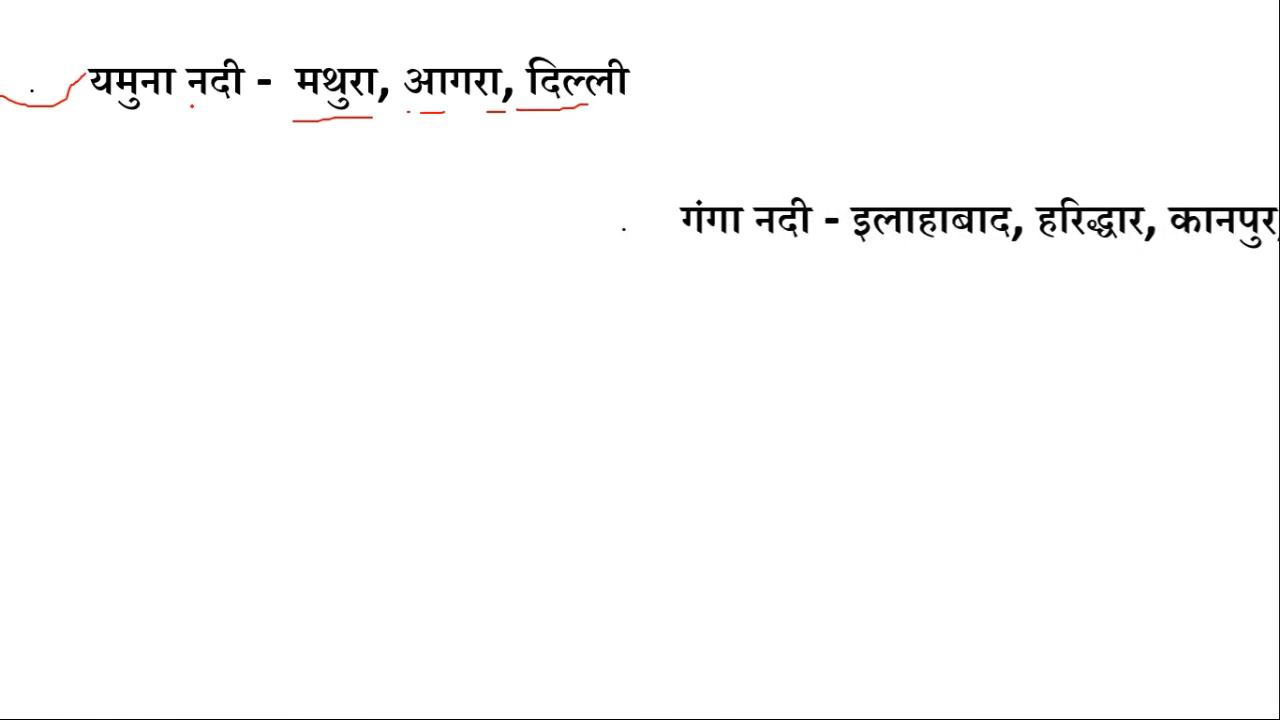 यमुना नदी - मथुरा, आगरा, दिल्ली
गंगा नदी - इलाहाबाद, हरिद्धार, कानपुर,